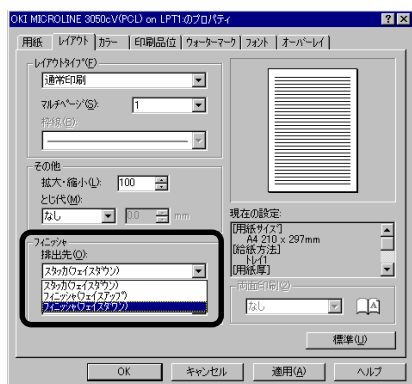 OKI MICROLINE 3050cV(PCL) on LPT1:のプロパティ
用紙 レイアウト カラー 印刷品位 ウォーターマーク フォント オーバーレイ
レイアウトタイプ(F)
通常印刷
マルチページ(S): 1
枠線(B):
その他
拡大・縮小(L): 100
とじ代(M):
なし 0.0 mm
フィニッシャ
排出先(O):
スタッカ(フェイスダウン)
スタッカ(フェイスダウン)
フィニッシャ(フェイスアップ)
フィニッシャ(フェイスダウン)
現在の設定:
[用紙サイズ]
A4 210 x 297mm
[給紙方法]
トレイ1
[用紙厚]
両面印刷(2)
なし
標準(U)
OK キャンセル 適用(A) ヘルプ